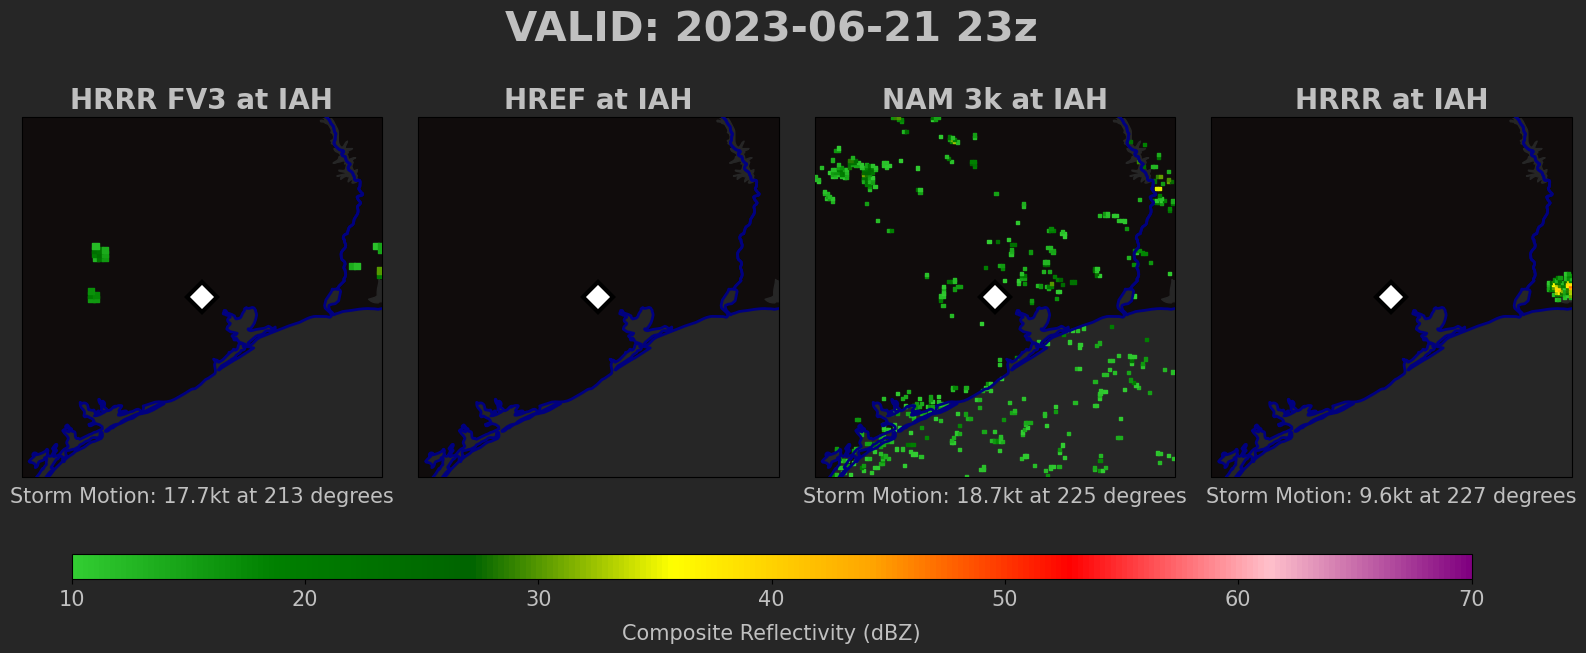 VALID: 2023-06-21 23z
HRRR FV3 at IAH
HREF at IAH
NAM 3k at IAH
HRRR at IAH
Storm Motion: 17.7kt at 213 degrees
Storm Motion: 18.7kt at 225 degrees
Storm Motion: 9.6kt at 227 degrees
10 20 30 40 50 60 70
Composite Reflectivity (dBZ)